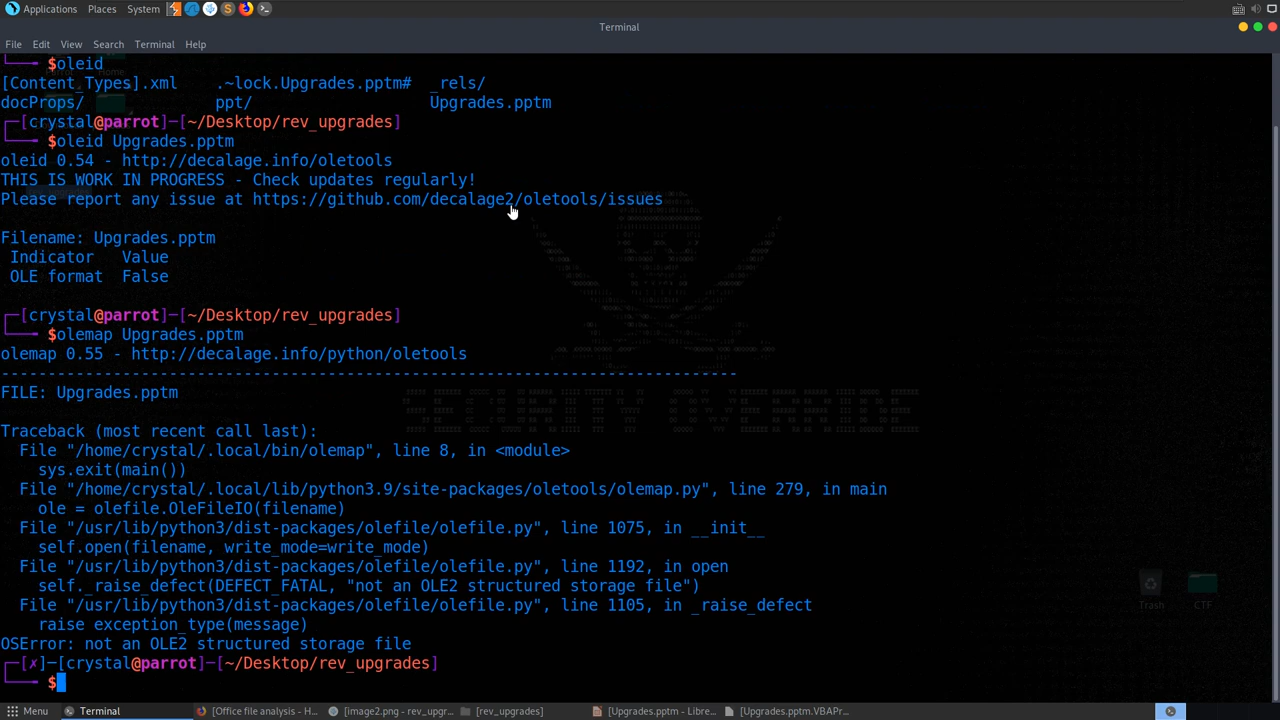 Applications Places System
Terminal
File Edit View Search Terminal Help
$oleid
[Content_Types].xml .~lock.Upgrades.pptm# _rels/
docProps/ ppt/ Upgrades.pptm
[crystal@parrot]─[~/Desktop/rev_upgrades]
$oleid Upgrades.pptm
oleid 0.54 - http://decalage.info/oletools
THIS IS WORK IN PROGRESS - Check updates regularly!
Please report any issue at https://github.com/decalage2/oletools/issues
Filename: Upgrades.pptm
Indicator Value
OLE format False
[crystal@parrot]─[~/Desktop/rev_upgrades]
$olemap Upgrades.pptm
olemap 0.55 - http://decalage.info/python/oletools
-------------------------------------------------------------------------------
FILE: Upgrades.pptm
Traceback (most recent call last):
File "/home/crystal/.local/bin/olemap", line 8, in <module>
sys.exit(main())
File "/home/crystal/.local/lib/python3.9/site-packages/oletools/olemap.py", line 279, in main
ole = olefile.OleFileIO(filename)
File "/usr/lib/python3/dist-packages/olefile/olefile.py", line 1075, in __init__
self.open(filename, write_mode=write_mode)
File "/usr/lib/python3/dist-packages/olefile/olefile.py", line 1192, in open
self._raise_defect(DEFECT_FATAL, "not an OLE2 structured storage file")
File "/usr/lib/python3/dist-packages/olefile/olefile.py", line 1105, in _raise_defect
raise exception_type(message)
OSError: not an OLE2 structured storage file
Trash CTF
[✗]─[crystal@parrot]─[~/Desktop/rev_upgrades]
$
Menu Terminal [Office file analysis - H... [image2.png - rev_upgr... [rev_upgrades] [Upgrades.pptm - Libre... [Upgrades.pptm.VBAPr...